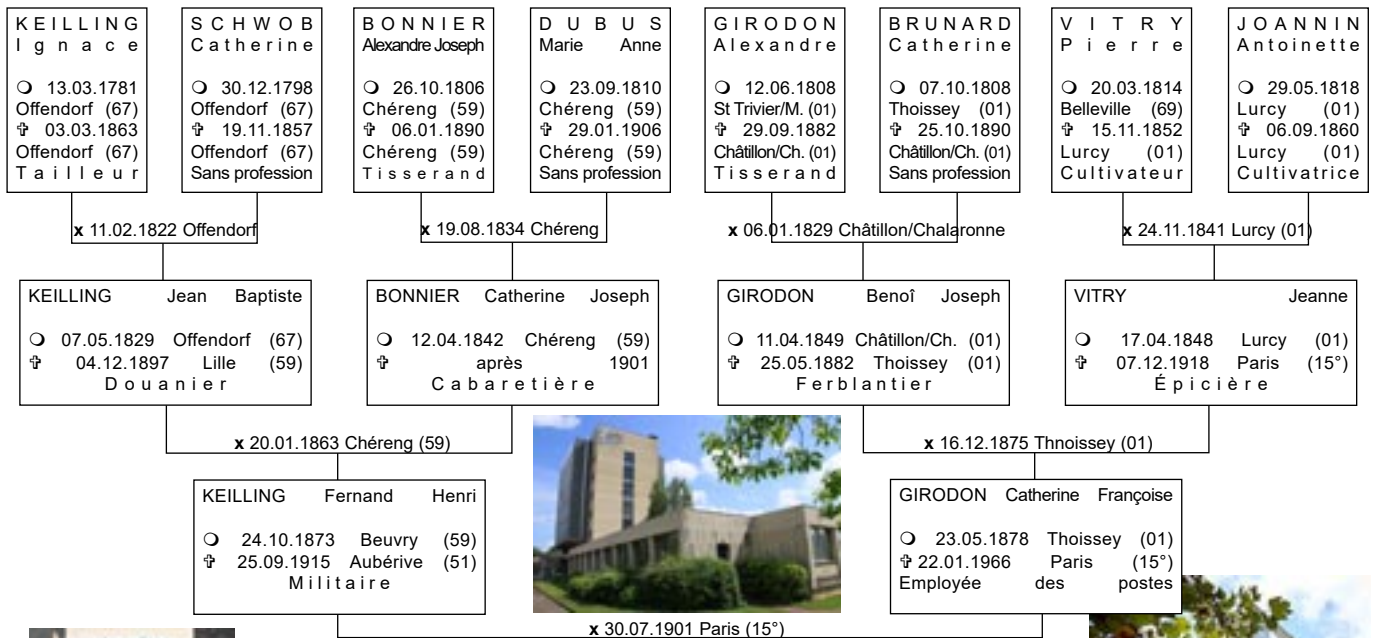 KEILLING
Ignace
❍ 13.03.1781
Offendorf (67)
✞ 03.03.1863
Offendorf (67)
Tailleur
SCHWOB
Catherine
❍ 30.12.1798
Offendorf (67)
✞ 19.11.1857
Offendorf (67)
Sans profession
BONNIER
Alexandre Joseph
❍ 26.10.1806
Chéreng (59)
✞ 06.01.1890
Chéreng (59)
Tisserand
DUBUS
Marie Anne
❍ 23.09.1810
Chéreng (59)
✞ 29.01.1906
Chéreng (59)
Sans profession
GIRODON
Alexandre
❍ 12.06.1808
St Trivier/M. (01)
✞ 29.09.1882
Châtillon/Ch. (01)
Tisserand
BRUNARD
Catherine
❍ 07.10.1808
Thoissey (01)
✞ 25.10.1890
Châtillon/Ch. (01)
Sans profession
VITRY
Pierre
❍ 20.03.1814
Belleville (69)
✞ 15.11.1852
Lurcy (01)
Cultivateur
JOANNIN
Antoinette
❍ 29.05.1818
Lurcy (01)
✞ 06.09.1860
Lurcy (01)
Cultivatrice
x 11.02.1822 Offendorf
x 19.08.1834 Chéreng
x 06.01.1829 Châtillon/Chalaronne
x 24.11.1841 Lurcy (01)
KEILLING Jean Baptiste
❍ 07.05.1829 Offendorf (67)
✞ 04.12.1897 Lille (59)
Douanier
BONNIER Catherine Joseph
❍ 12.04.1842 Chéreng (59)
✞ après 1901
Cabaretière
GIRODON Benoî Joseph
❍ 11.04.1849 Châtillon/Ch. (01)
✞ 25.05.1882 Thoissey (01)
Ferblantier
VITRY Jeanne
❍ 17.04.1848 Lurcy (01)
✞ 07.12.1918 Paris (15°)
Épicière
x 20.01.1863 Chéreng (59)
x 16.12.1875 Thnoissey (01)
KEILLING Fernand Henri
❍ 24.10.1873 Beuvry (59)
✞ 25.09.1915 Aubérive (51)
Militaire
GIRODON Catherine Françoise
❍ 23.05.1878 Thoissey (01)
✞ 22.01.1966 Paris (15°)
Employée des postes
x 30.07.1901 Paris (15°)